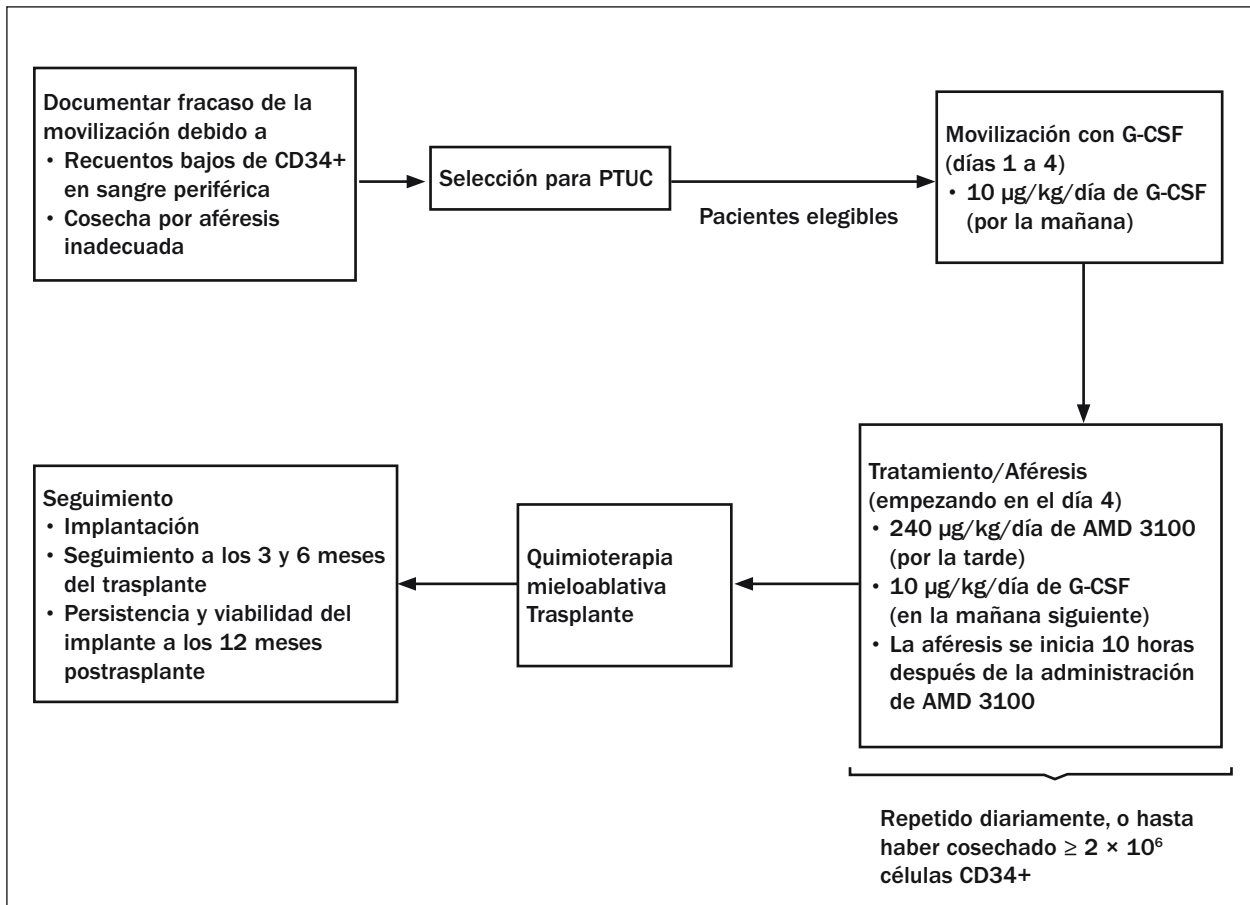 Documentar fracaso de la
movilización debido a
• Recuentos bajos de CD34+
en sangre periférica
• Cosecha por aféresis
inadecuada
Selección para PTUC
Pacientes elegibles
Movilización con G-CSF
(días 1 a 4)
• 10 µg/kg/día de G-CSF
(por la mañana)
Tratamiento/Aféresis
(empezando en el día 4)
• 240 µg/kg/día de AMD 3100
(por la tarde)
• 10 µg/kg/día de G-CSF
(en la mañana siguiente)
• La aféresis se inicia 10 horas
después de la administración
de AMD 3100
Repetido diariamente, o hasta
haber cosechado ≥ 2 × 10⁶
células CD34+
Quimioterapia
mieloablativa
Trasplante
Seguimiento
• Implantación
• Seguimiento a los 3 y 6 meses
del trasplante
• Persistencia y viabilidad del
implante a los 12 meses
postrasplante